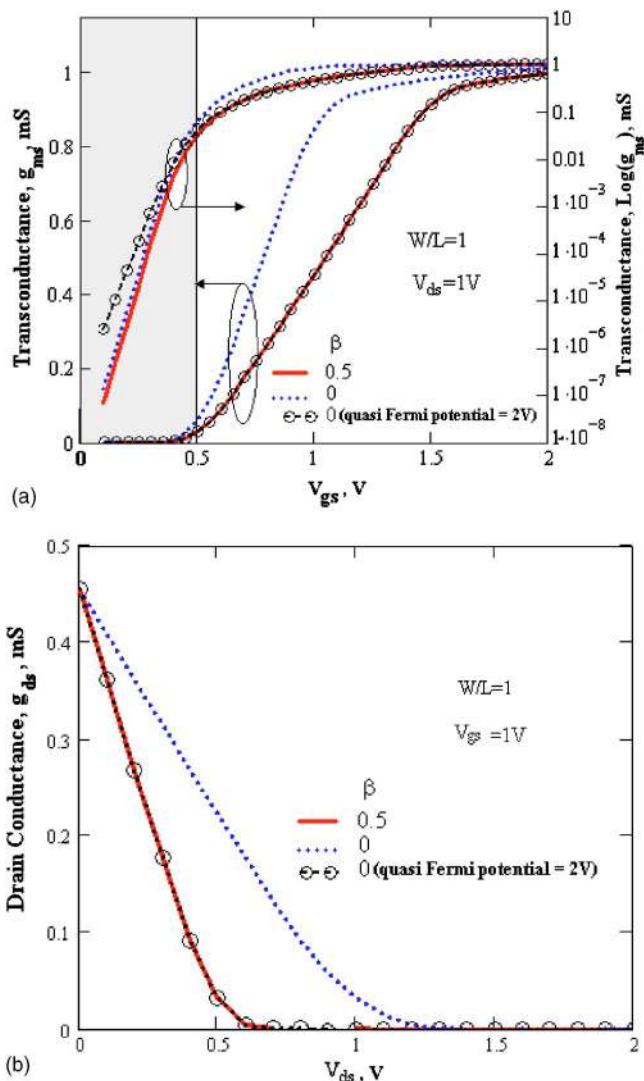 10
1
1
0.1
0.8
0.01
0.6
1·10⁻³
W/L=1
1·10⁻⁴
0.4
V_ds=1V
1·10⁻⁵
0.2
β
1·10⁻⁶
0.5
0
1·10⁻⁷
0 (quasi Fermi potential = 2V)
0
1·10⁻⁸
0
0.5
1
1.5
2
Transconductance, g_ms, mS
Transconductance, Log(g_ms), mS
V_gs , V
(a)
0.5
0.4
W/L=1
V_gs =1V
0.3
β
0.5
0.2
0
0 (quasi Fermi potential = 2V)
0.1
0
0
0.5
1
1.5
2
Drain Conductance, g_ds, mS
V_ds, V
(b)